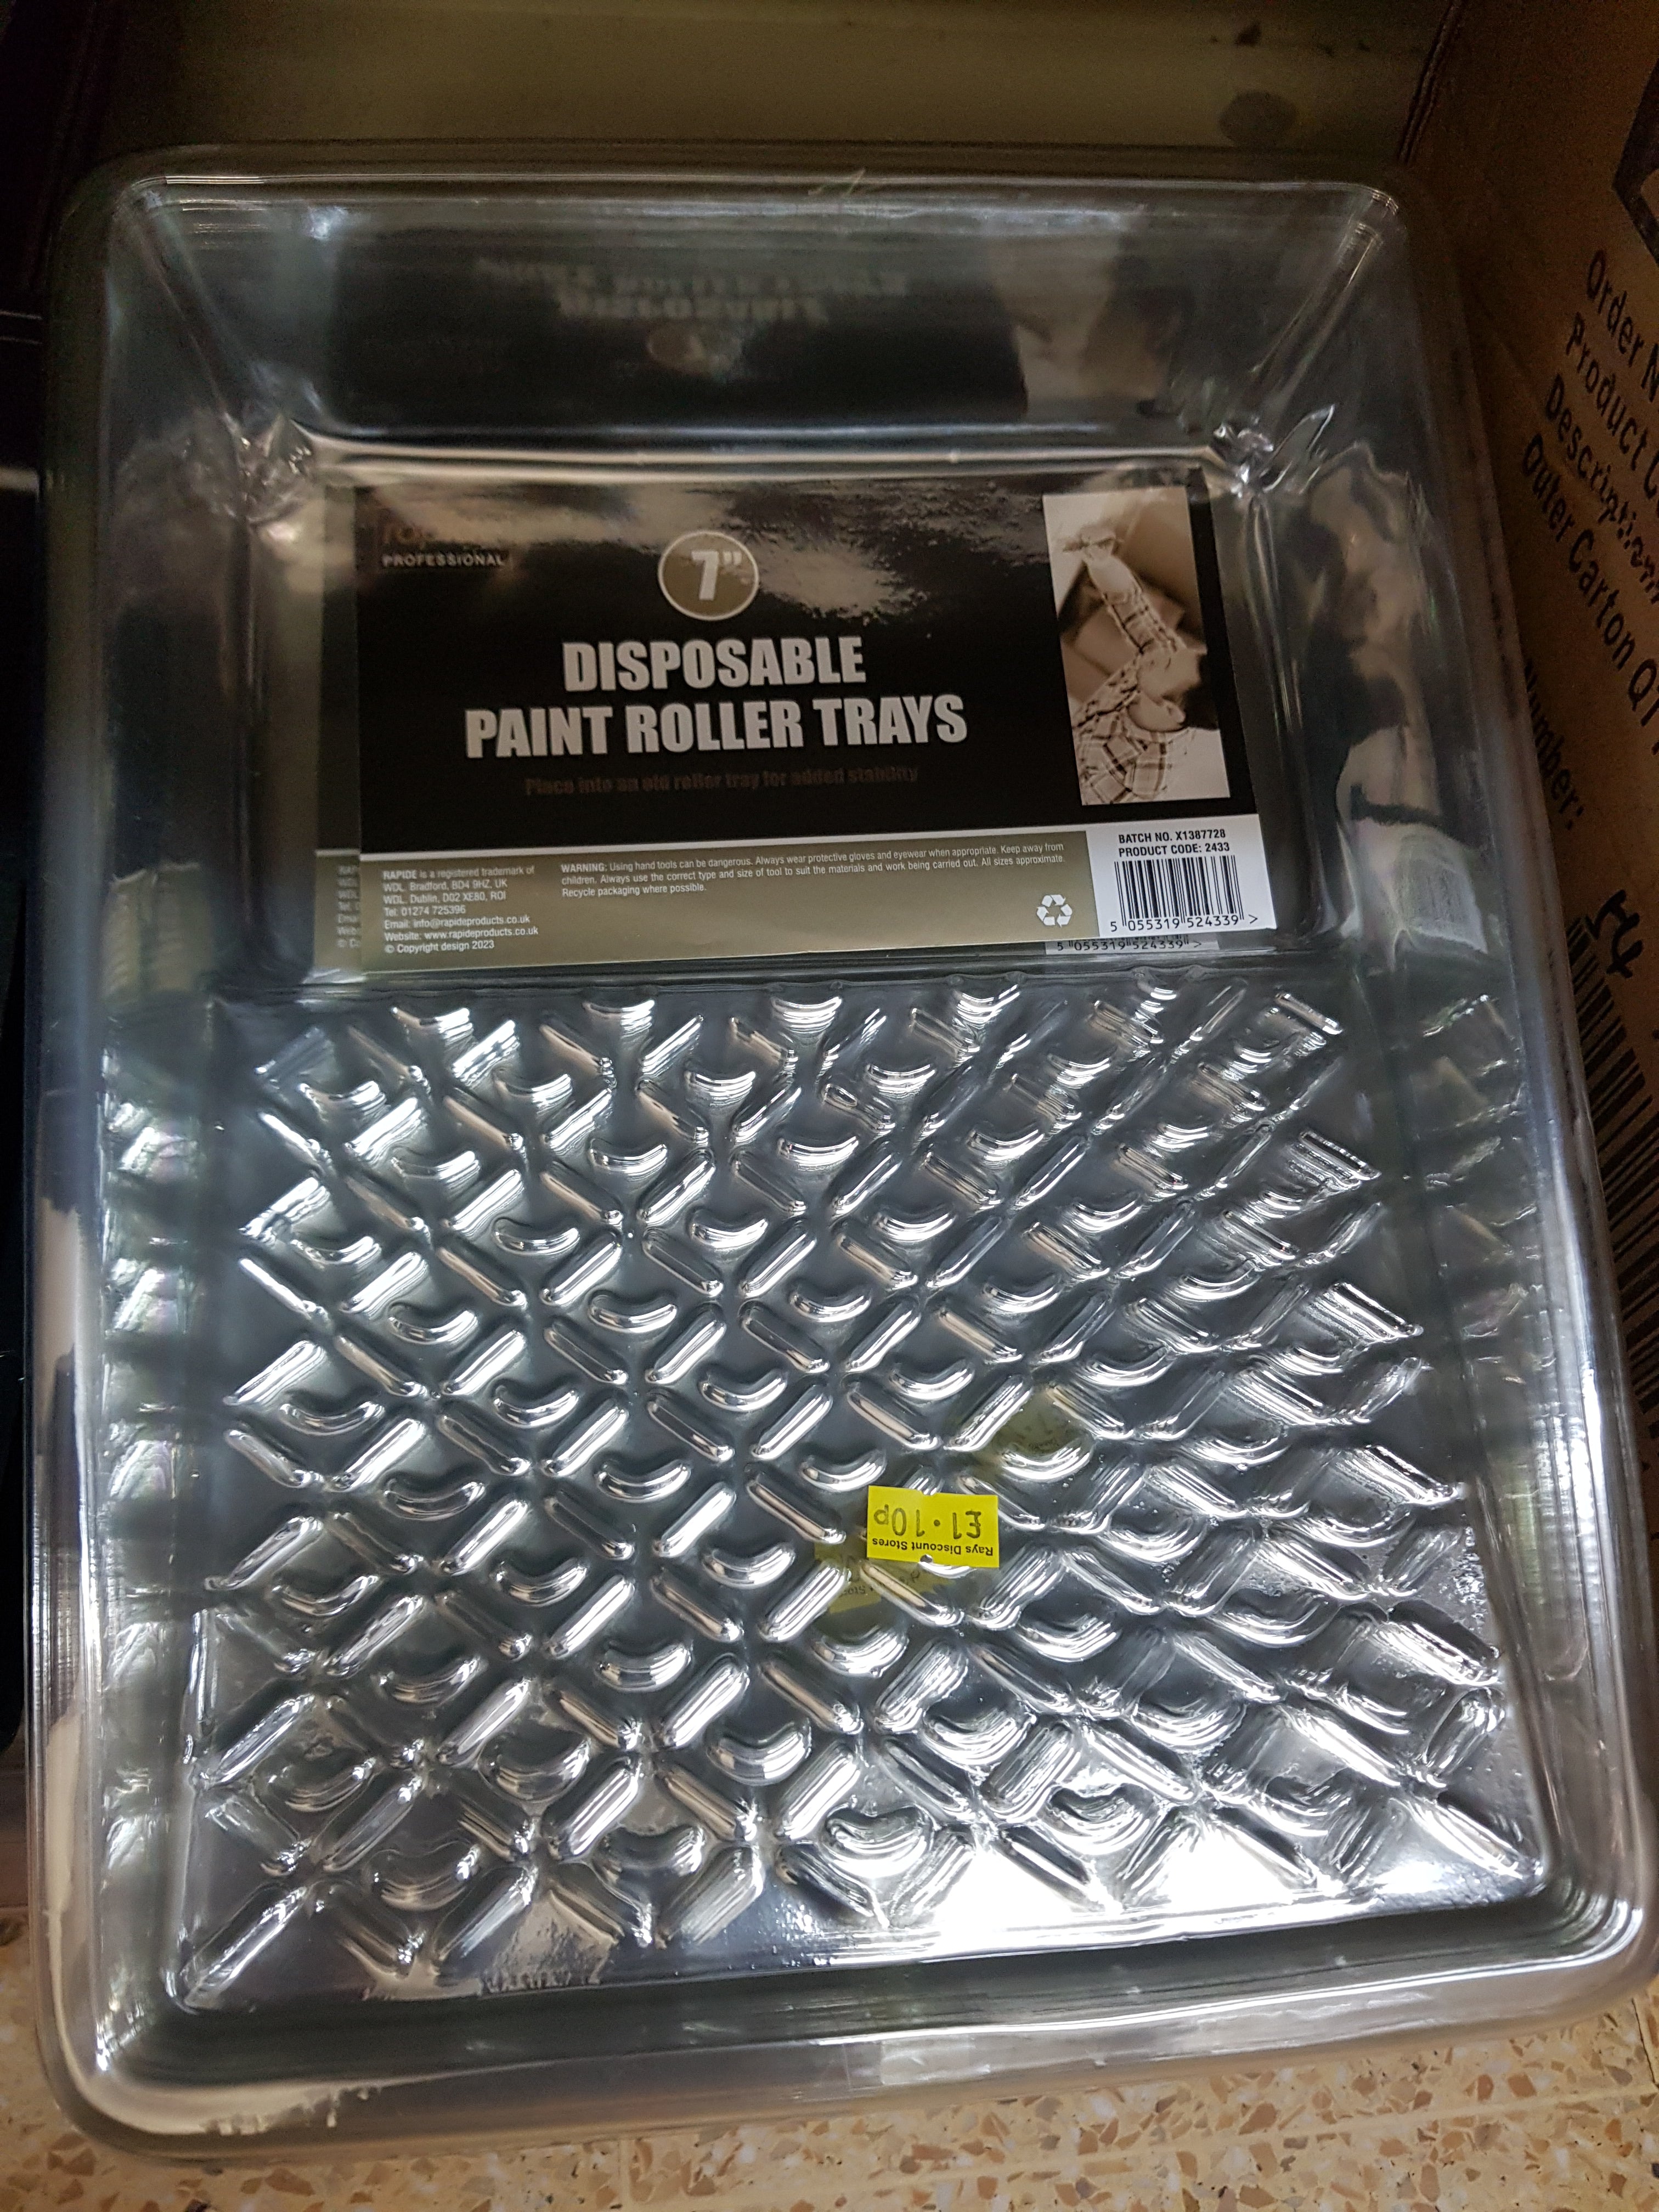 PROFESSIONAL
7"
DISPOSABLE
PAINT ROLLER TRAYS
Place into an old roller tray for added stability
BATCH NO. X1387728
PRODUCT CODE: 2433
5 055319 524339 >
RAPIDE is a registered trademark of
WDL, Bradford, BD4 9HZ. UK
WDL. Dublin, D02 XE80, ROI
Tel. 01274 725396
Email: info@rapideproducts.co.uk
Website: www.rapideproducts.co.uk
© Copyright design 2023
WARNING: Using hand tools can be dangerous. Always wear protective gloves and eyewear when appropriate. Keep away from
children. Always use the correct type and size of tool to suit the materials and work being carried out. All sizes approximate.
Recycle packaging where possible.
5 055319 524339 >
Rays Discount Stores
£1.10p
Order
Product
Description
Outer Carton